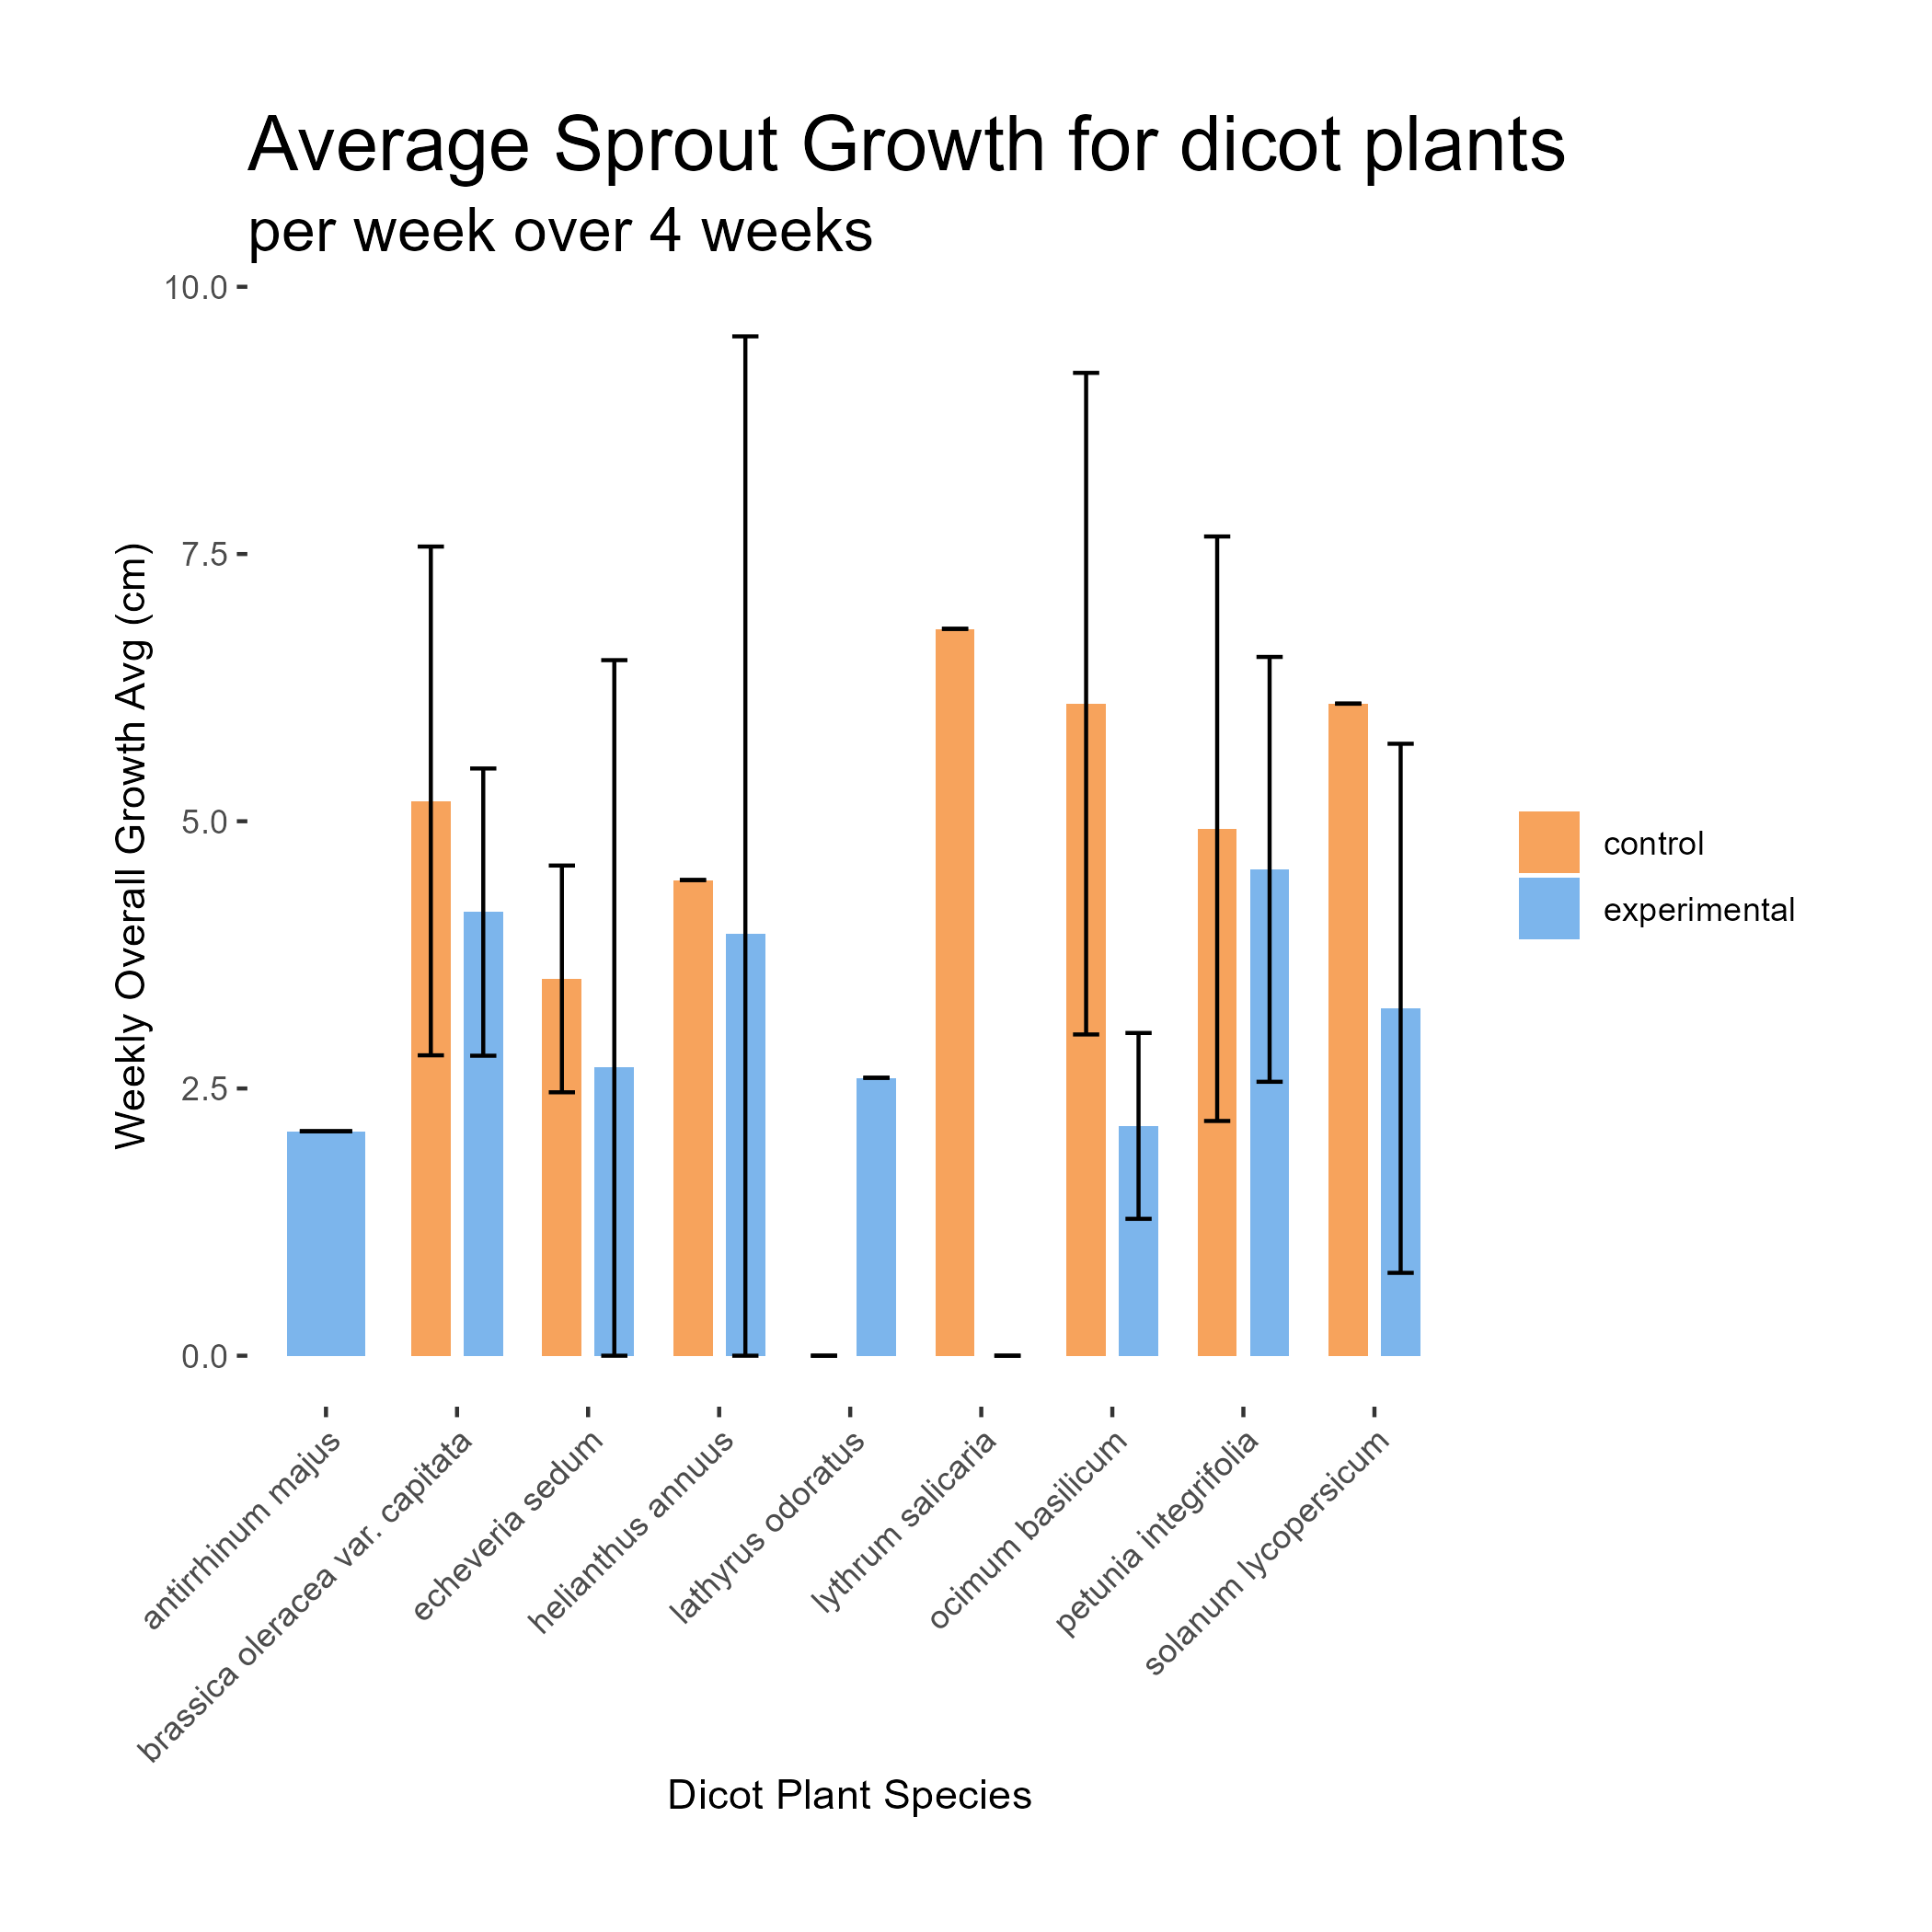 Average Sprout Growth for dicot plants
per week over 4 weeks
Weekly Overall Growth Avg (cm)
10.0
7.5
5.0
2.5
0.0
control
experimental
antirrhinum majus
brassica oleracea var. capitata
echeveria sedum
helianthus annuus
lathyrus odoratus
lythrum salicaria
ocimum basilicum
petunia integrifolia
solanum lycopersicum
Dicot Plant Species